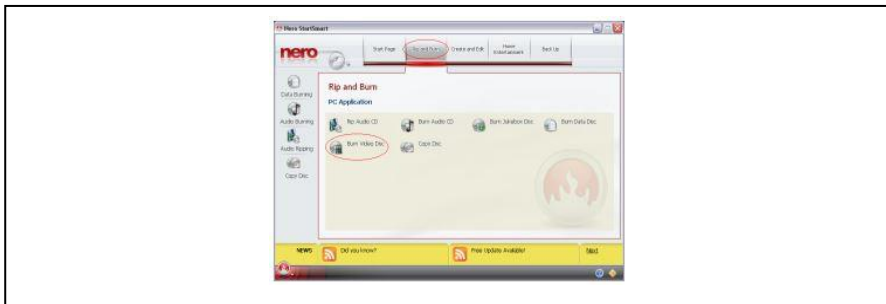 Nero StartSmart
nero
Start Page
Rip and Burn
Create and Edit
Home Entertainment
Back Up
Data Burning
Audio Burning
Audio Ripping
Copy Disc
Rip and Burn
PC Application
Rip Audio CD
Burn Audio CD
Burn Jukebox Disc
Burn Data Disc
Burn Video Disc
Copy Disc
NEWS
Did you know?
Free Update Available!
Next